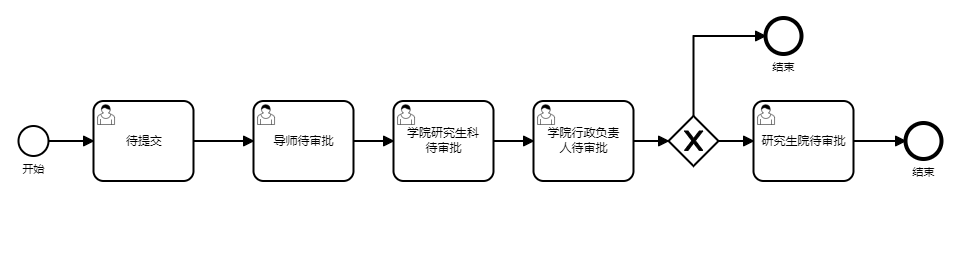 结束
开始
待提交
导师待审批
学院研究生科
待审批
学院行政负妻
人待审批
研究生院待审批
结束